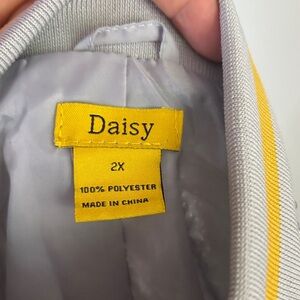 Daisy
2X
100% POLYESTER
MADE IN CHINA